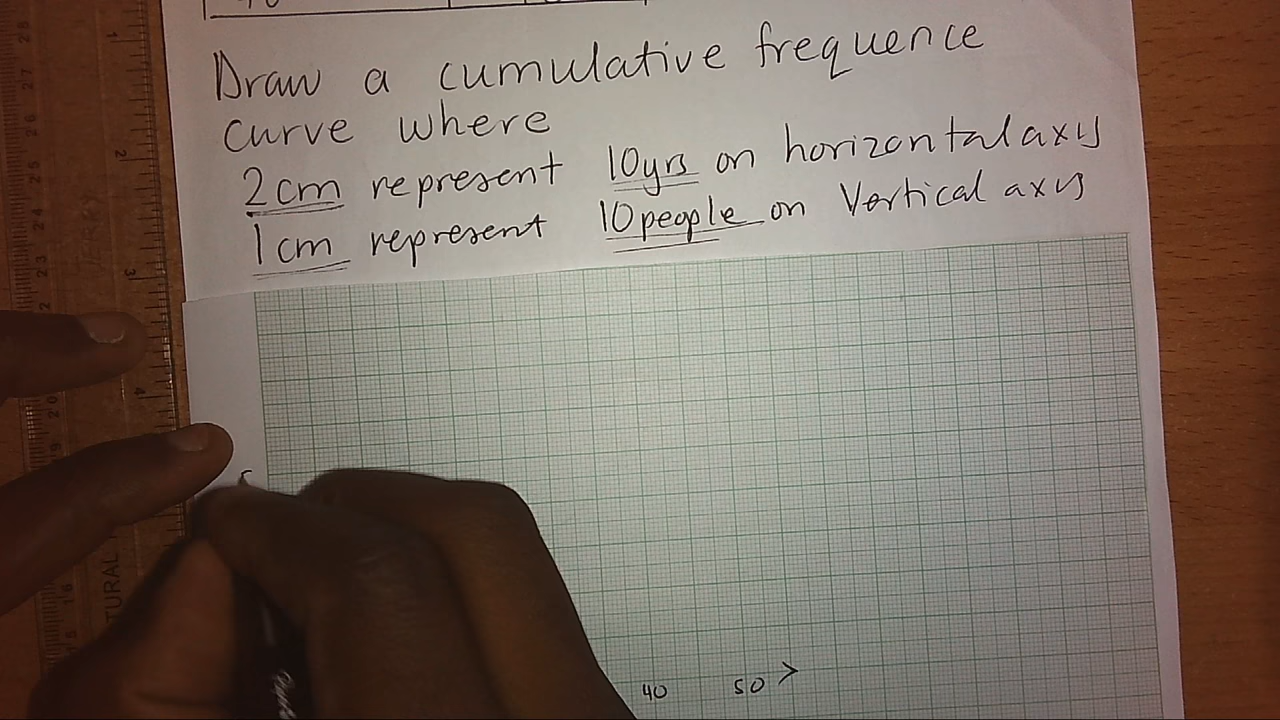 Draw a cumulative frequence
curve where
2cm represent 10yrs on horizontal axis
1cm represent 10people on Vertical axis
40 50 >